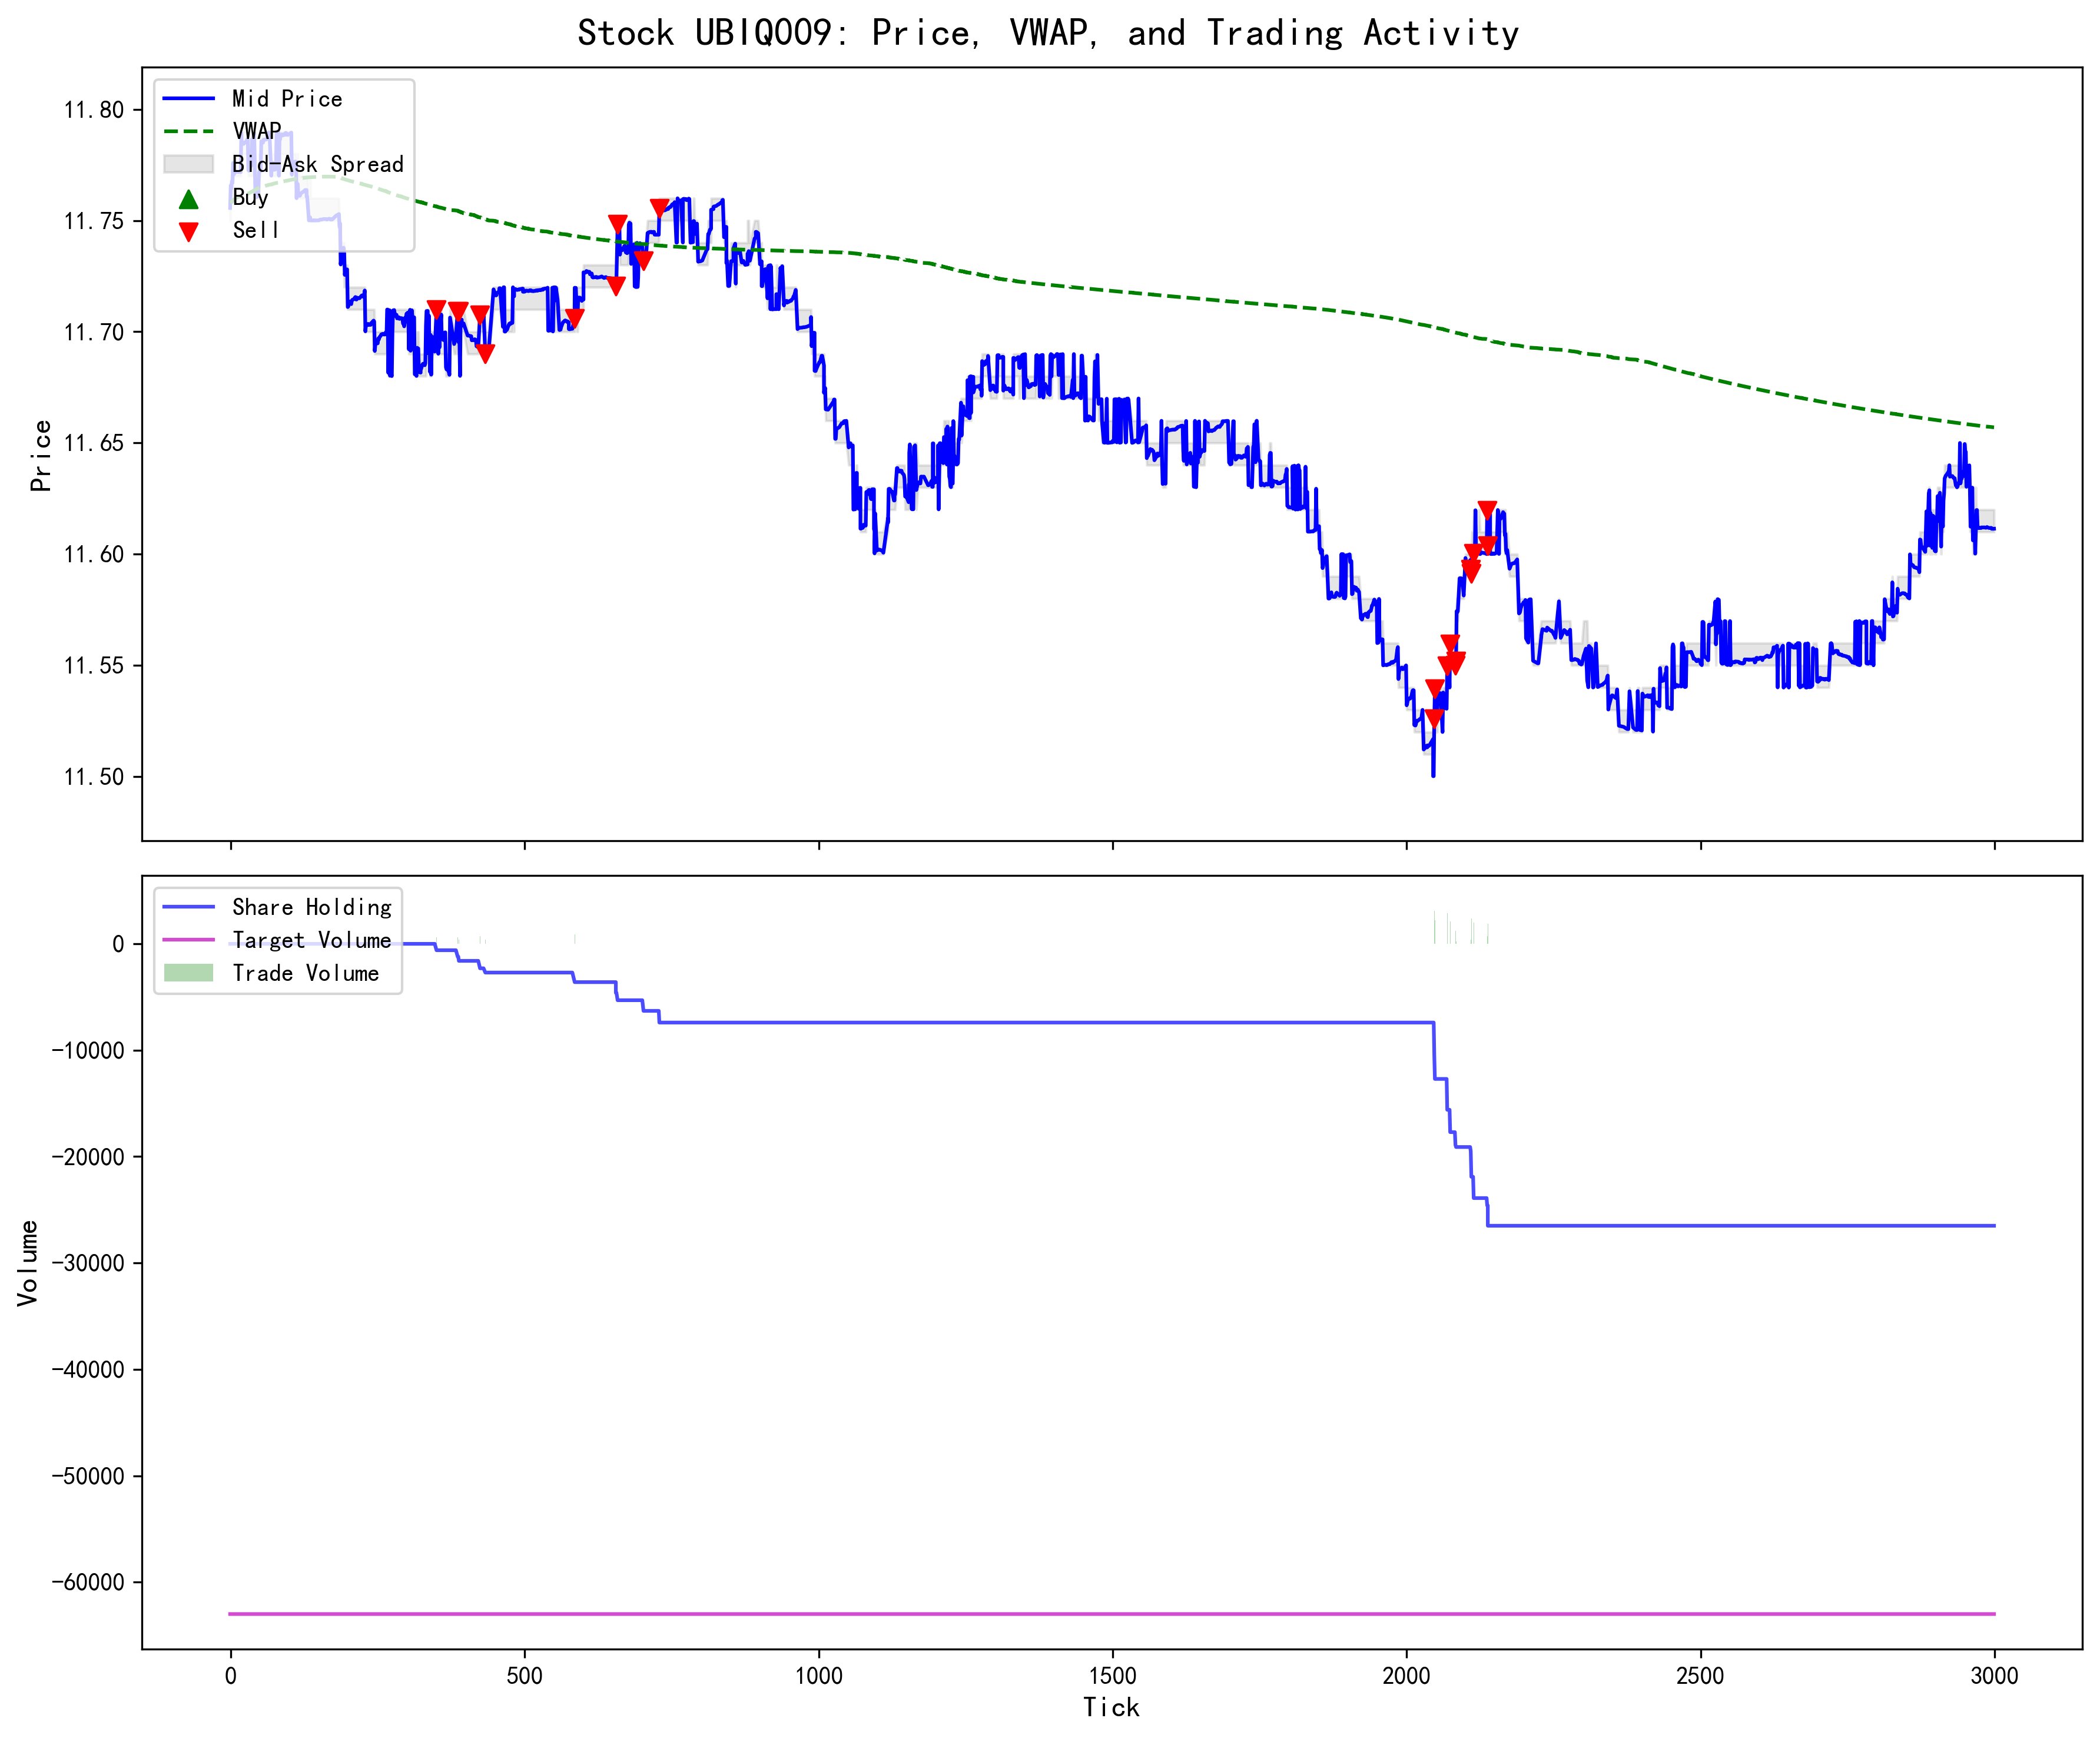 Stock UBIQ009: Price, VWAP, and Trading Activity
Mid Price
VWAP
Bid-Ask Spread
Buy
Sell
11.80
11.75
11.70
11.65
11.60
11.55
11.50
Price
Share Holding
Target Volume
Trade Volume
0
-10000
-20000
-30000
-40000
-50000
-60000
Volume
0 500 1000 1500 2000 2500 3000
Tick